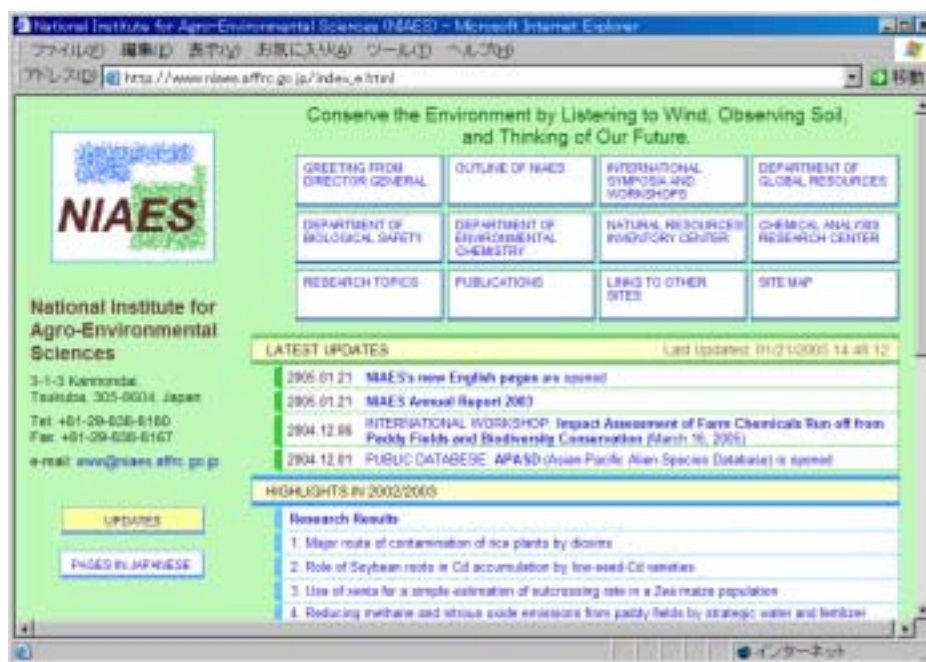 National Institute for Agro-Environmental Sciences (NIAES) - Microsoft Internet Explorer
ファイル(F) 編集(E) 表示(V) お気に入り(A) ツール(T) ヘルプ(H)
アドレス(D) http://www.niaes.affrc.go.jp/index_e.html 移動
NIAES
National Institute for
Agro-Environmental
Sciences
3-1-3 Kannondai,
Tsukuba, 305-8604, Japan
Tel: +81-29-838-8180
Fax: +81-29-838-8167
e-mail: www@niaes.affrc.go.jp
UPDATES
PAGES IN JAPANESE
Conserve the Environment by Listening to Wind, Observing Soil,
and Thinking of Our Future.
GREETING FROM
DIRECTOR GENERAL
OUTLINE OF NIAES
INTERNATIONAL
SYMPOSIA AND
WORKSHOPS
DEPARTMENT OF
GLOBAL RESOURCES
DEPARTMENT OF
BIOLOGICAL SAFETY
DEPARTMENT OF
ENVIRONMENTAL
CHEMISTRY
NATURAL RESOURCES
INVENTORY CENTER
CHEMICAL ANALYSIS
RESEARCH CENTER
RESEARCH TOPICS
PUBLICATIONS
LINKS TO OTHER
SITES
SITE MAP
LATEST UPDATES Last Updated: 01/21/2005 14:48:12
2005.01.21 NIAES's new English pages are opened
2005.01.21 NIAES Annual Report 2003
2004.12.06 INTERNATIONAL WORKSHOP: Impact Assessment of Farm Chemicals Run off from
Paddy Fields and Biodiversity Conservation (March 16, 2005)
2004.12.01 PUBLIC DATABESE: APASD (Asian-Pacific Alien Species Database) is opened
HIGHLIGHTS IN 2002/2003
Research Results
1. Major route of contamination of rice plants by dioxins
2. Role of Soybean roots in Cd accumulation by low-seed-Cd varieties
3. Use of xenia for a simple estimation of outcrossing rate in a Zea maize population
4. Reducing methane and nitrous oxide emissions from paddy fields by strategic water and fertilizer
インターネット